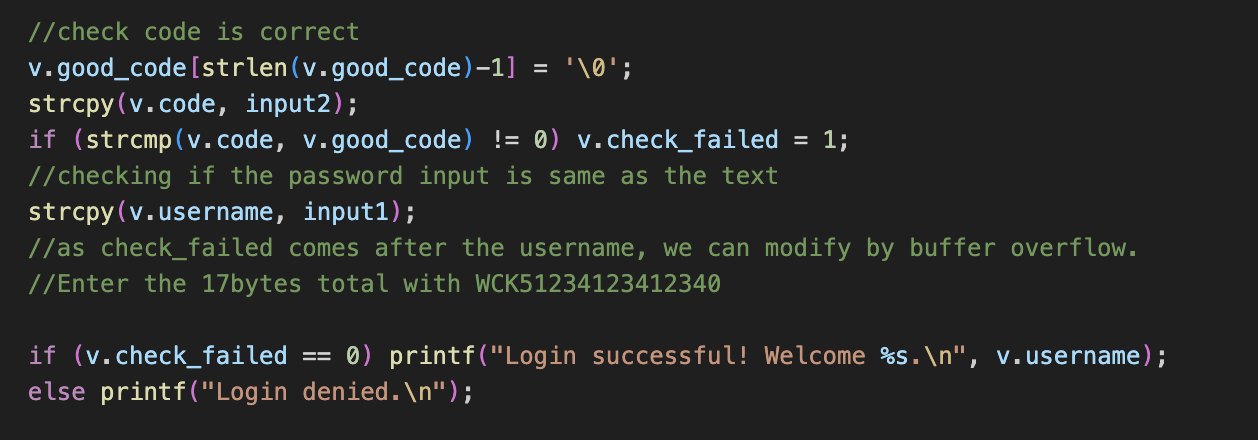 //check code is correct
v.good_code[strlen(v.good_code)-1] = '\0';
strcpy(v.code, input2);
if (strcmp(v.code, v.good_code) != 0) v.check_failed = 1;
//checking if the password input is same as the text
strcpy(v.username, input1);
//as check_failed comes after the username, we can modify by buffer overflow.
//Enter the 17bytes total with WCK51234123412340
if (v.check_failed == 0) printf("Login successful! Welcome %s.\n", v.username);
else printf("Login denied.\n");